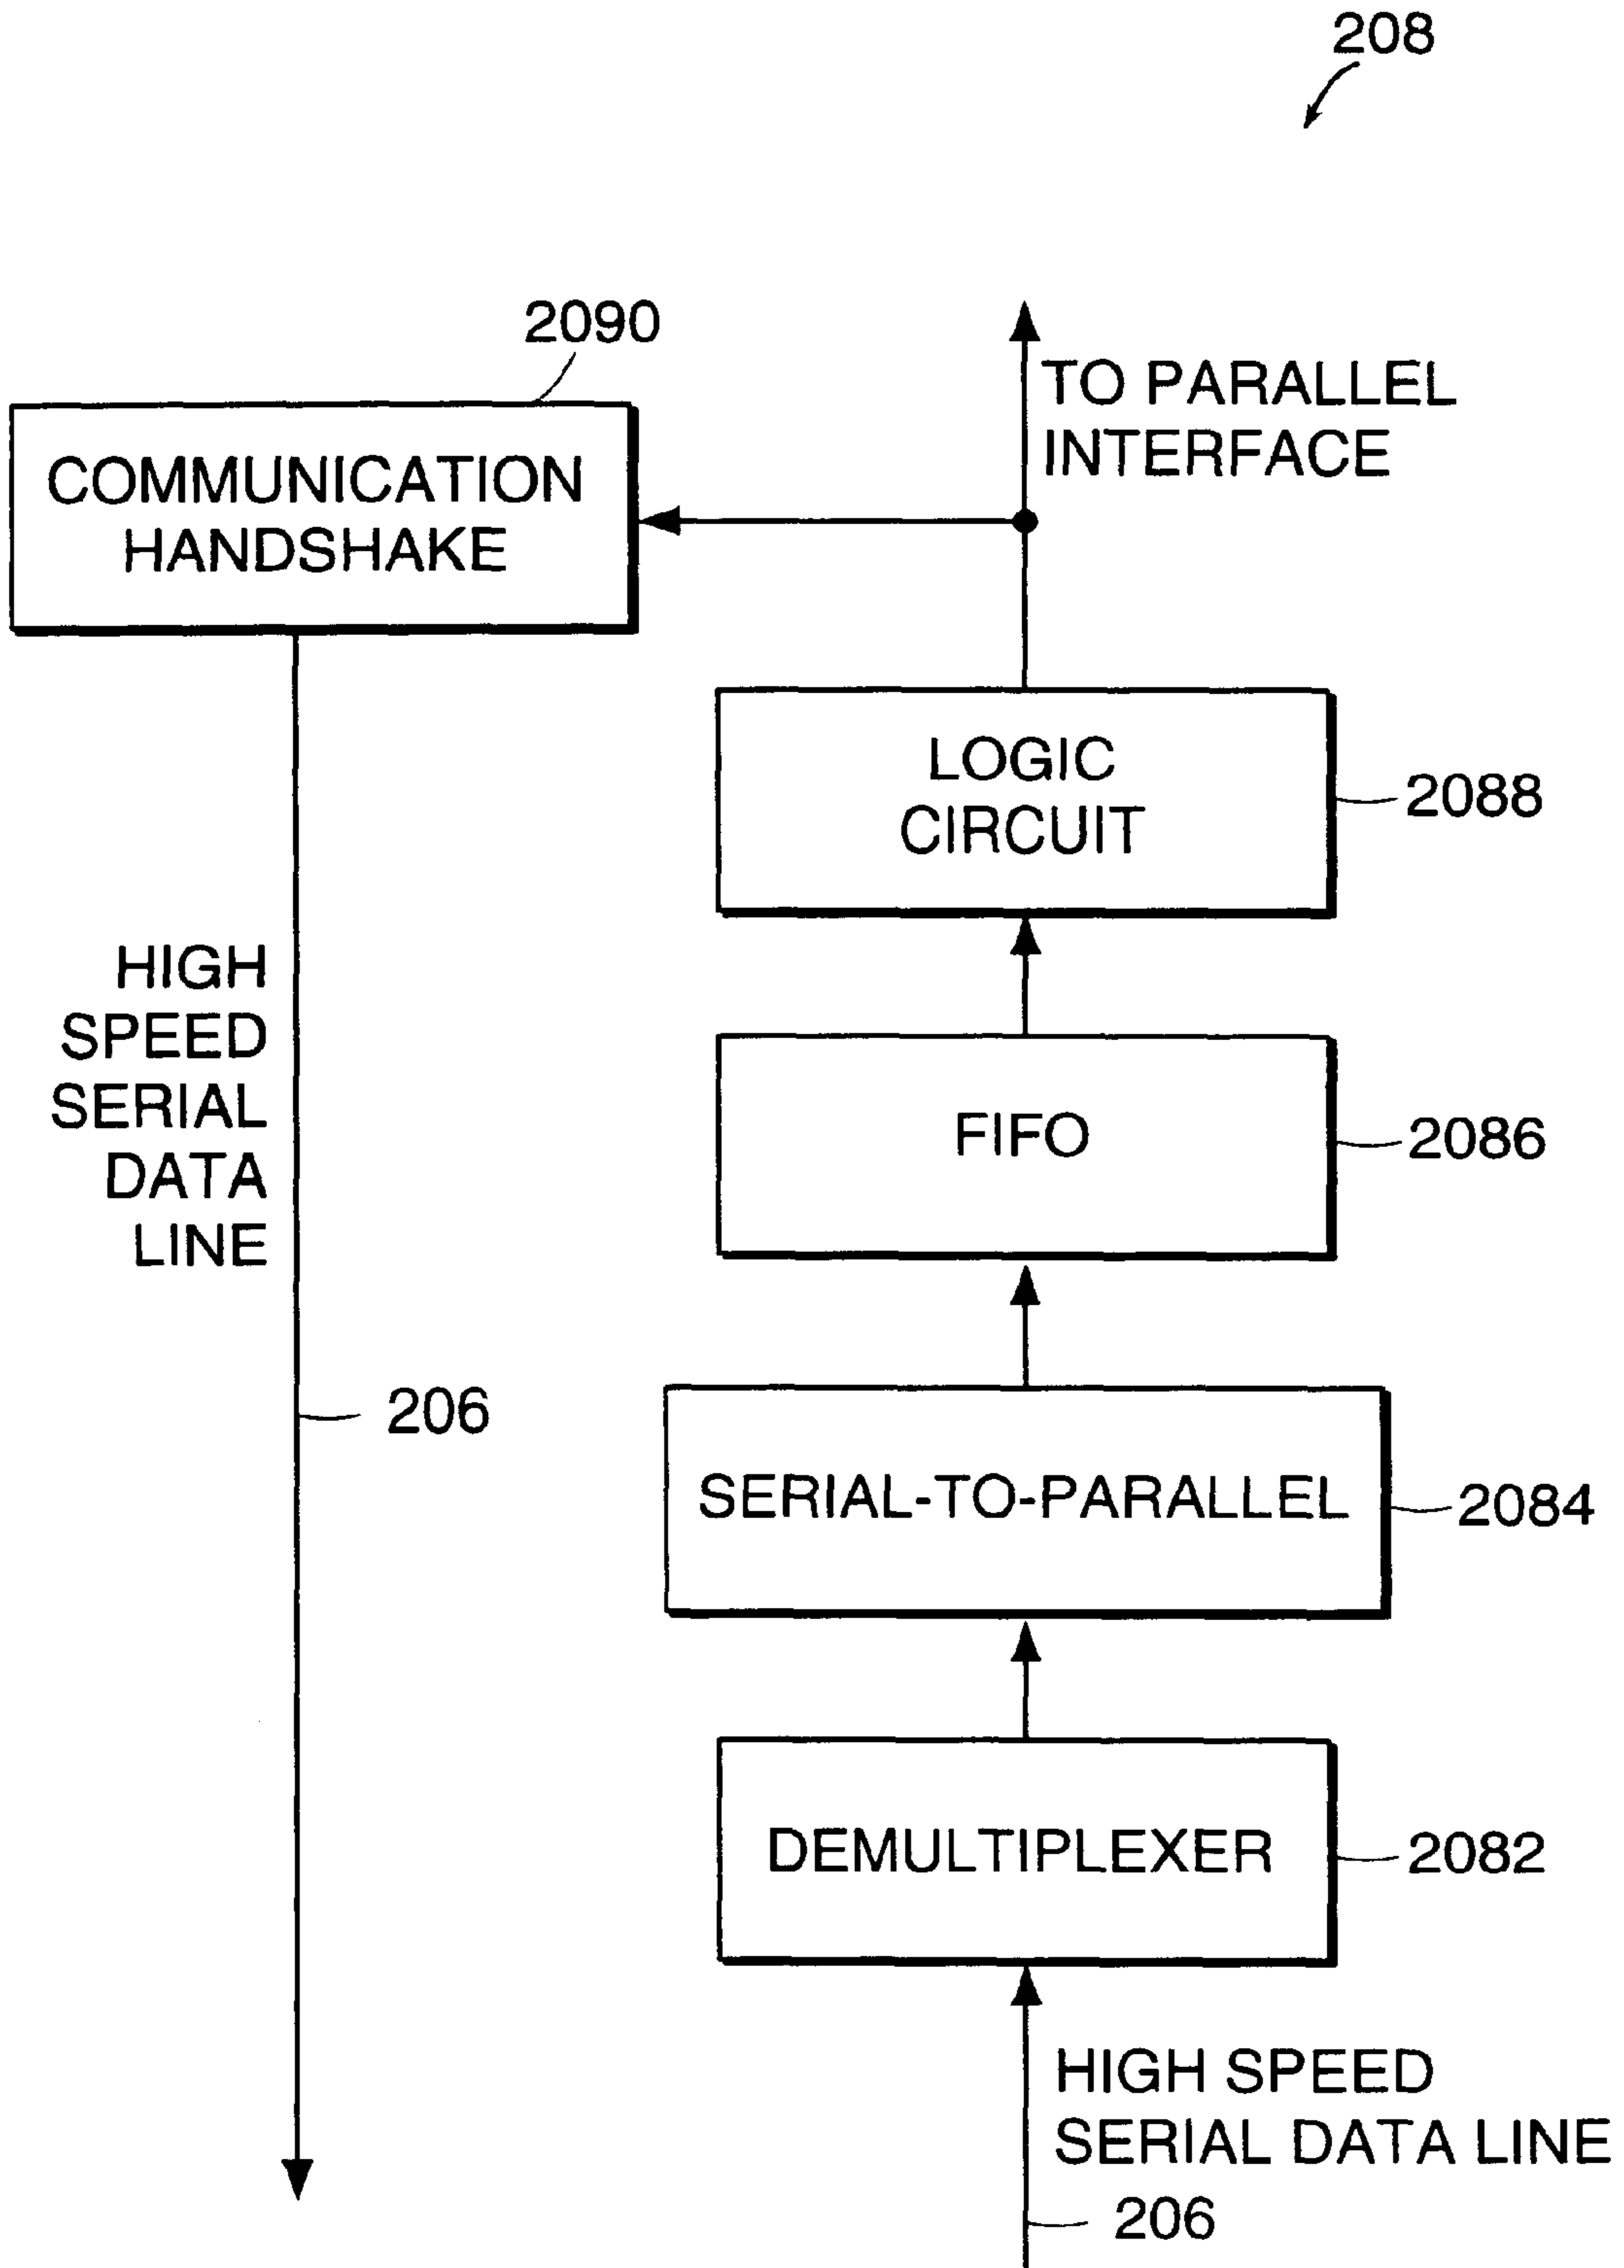 208
2090
COMMUNICATION
HANDSHAKE
TO PARALLEL
INTERFACE
LOGIC
CIRCUIT
2088
HIGH
SPEED
SERIAL
DATA
LINE
FIFO
2086
206
SERIAL-TO-PARALLEL
2084
DEMULTIPLEXER
2082
HIGH SPEED
SERIAL DATA LINE
206